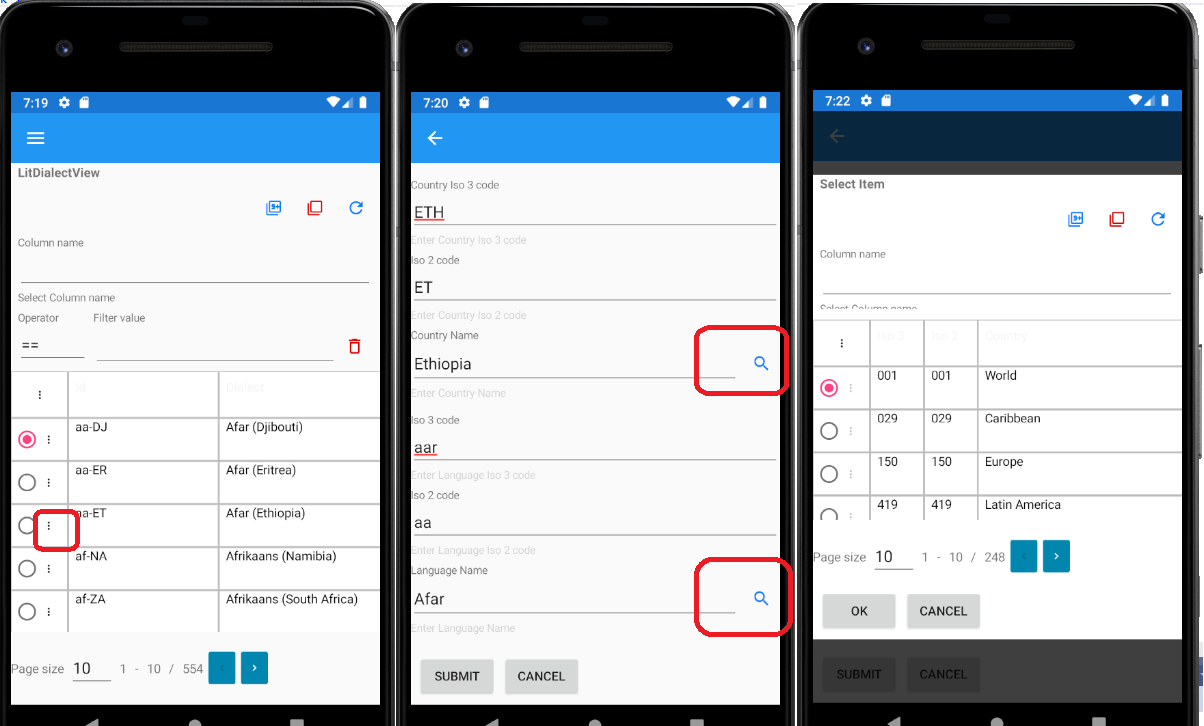 7:19
LitDialectView
9+
Column name
Select Column name
Operator Filter value
==
Id Dialect
aa-DJ Afar (Djibouti)
aa-ER Afar (Eritrea)
aa-ET Afar (Ethiopia)
af-NA Afrikaans (Namibia)
af-ZA Afrikaans (South Africa)
Page size 10 1 - 10 / 554 < >
7:20
Country Iso 3 code
ETH
Enter Country Iso 3 code
Iso 2 code
ET
Enter Country Iso 2 code
Country Name
Ethiopia
Enter Country Name
Iso 3 code
aar
Enter Language Iso 3 code
Iso 2 code
aa
Enter Language Iso 2 code
Language Name
Afar
Enter Language Name
SUBMIT CANCEL
7:22
Select Item
9+
Column name
Select Column name
Iso 3 Iso 2 Country
001 001 World
029 029 Caribbean
150 150 Europe
419 419 Latin America
Page size 10 1 - 10 / 248 < >
OK CANCEL
SUBMIT CANCEL